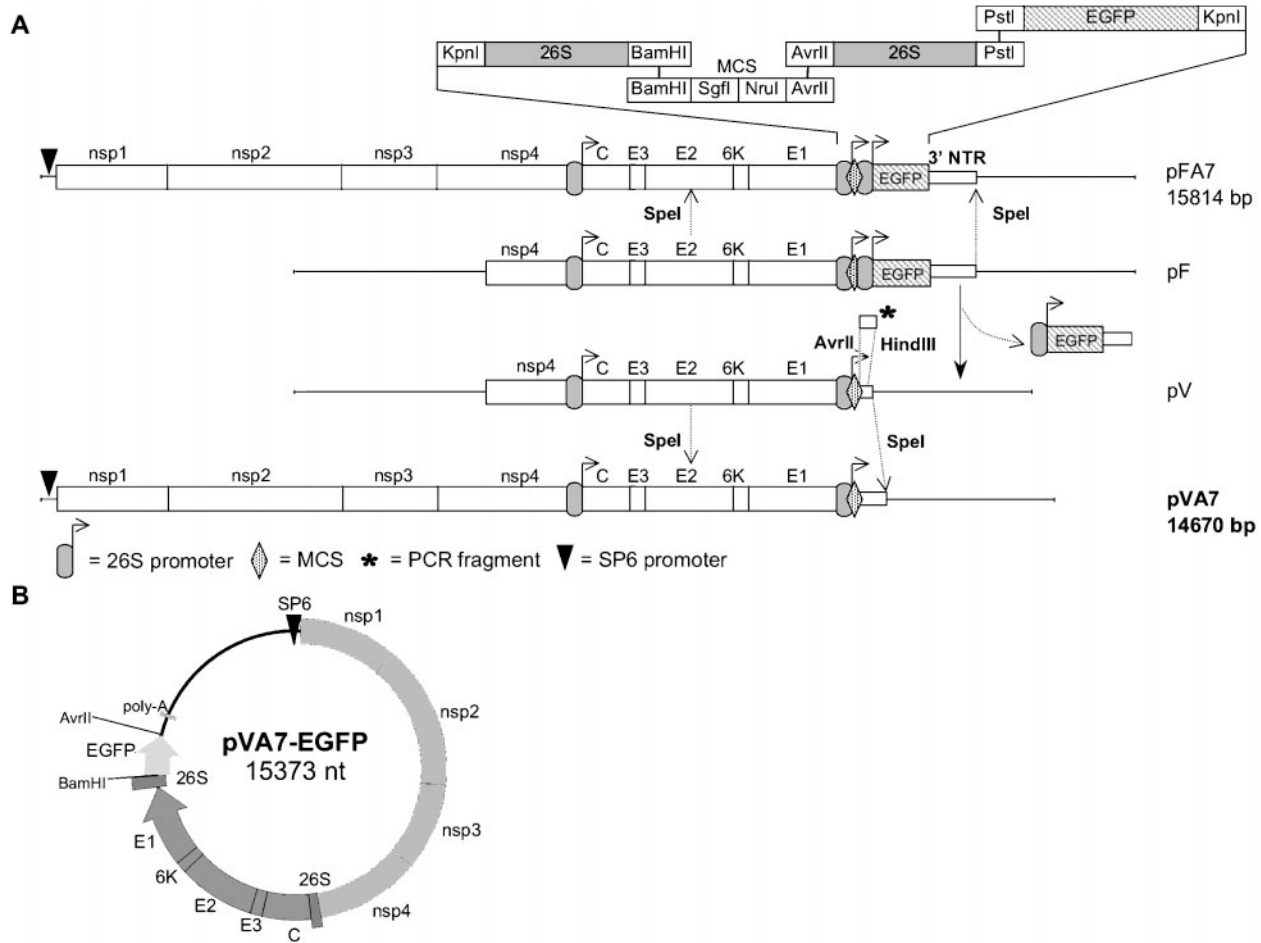 A
PstI EGFP KpnI
KpnI 26S BamHI AvrII 26S PstI
MCS
BamHI SgfI NruI AvrII
nsp1 nsp2 nsp3 nsp4 C E3 E2 6K E1 3' NTR
EGFP
pFA7
15814 bp
SpeI SpeI
nsp4 C E3 E2 6K E1
EGFP
pF
*
AvrII HindIII
EGFP
nsp4 C E3 E2 6K E1
pV
SpeI SpeI
nsp1 nsp2 nsp3 nsp4 C E3 E2 6K E1
pVA7
14670 bp
= 26S promoter = MCS * = PCR fragment = SP6 promoter
B
SP6
nsp1
nsp2
nsp3
nsp4
26S
C
E3
E2
6K
E1
26S
BamHI
EGFP
AvrII
poly-A
pVA7-EGFP
15373 nt